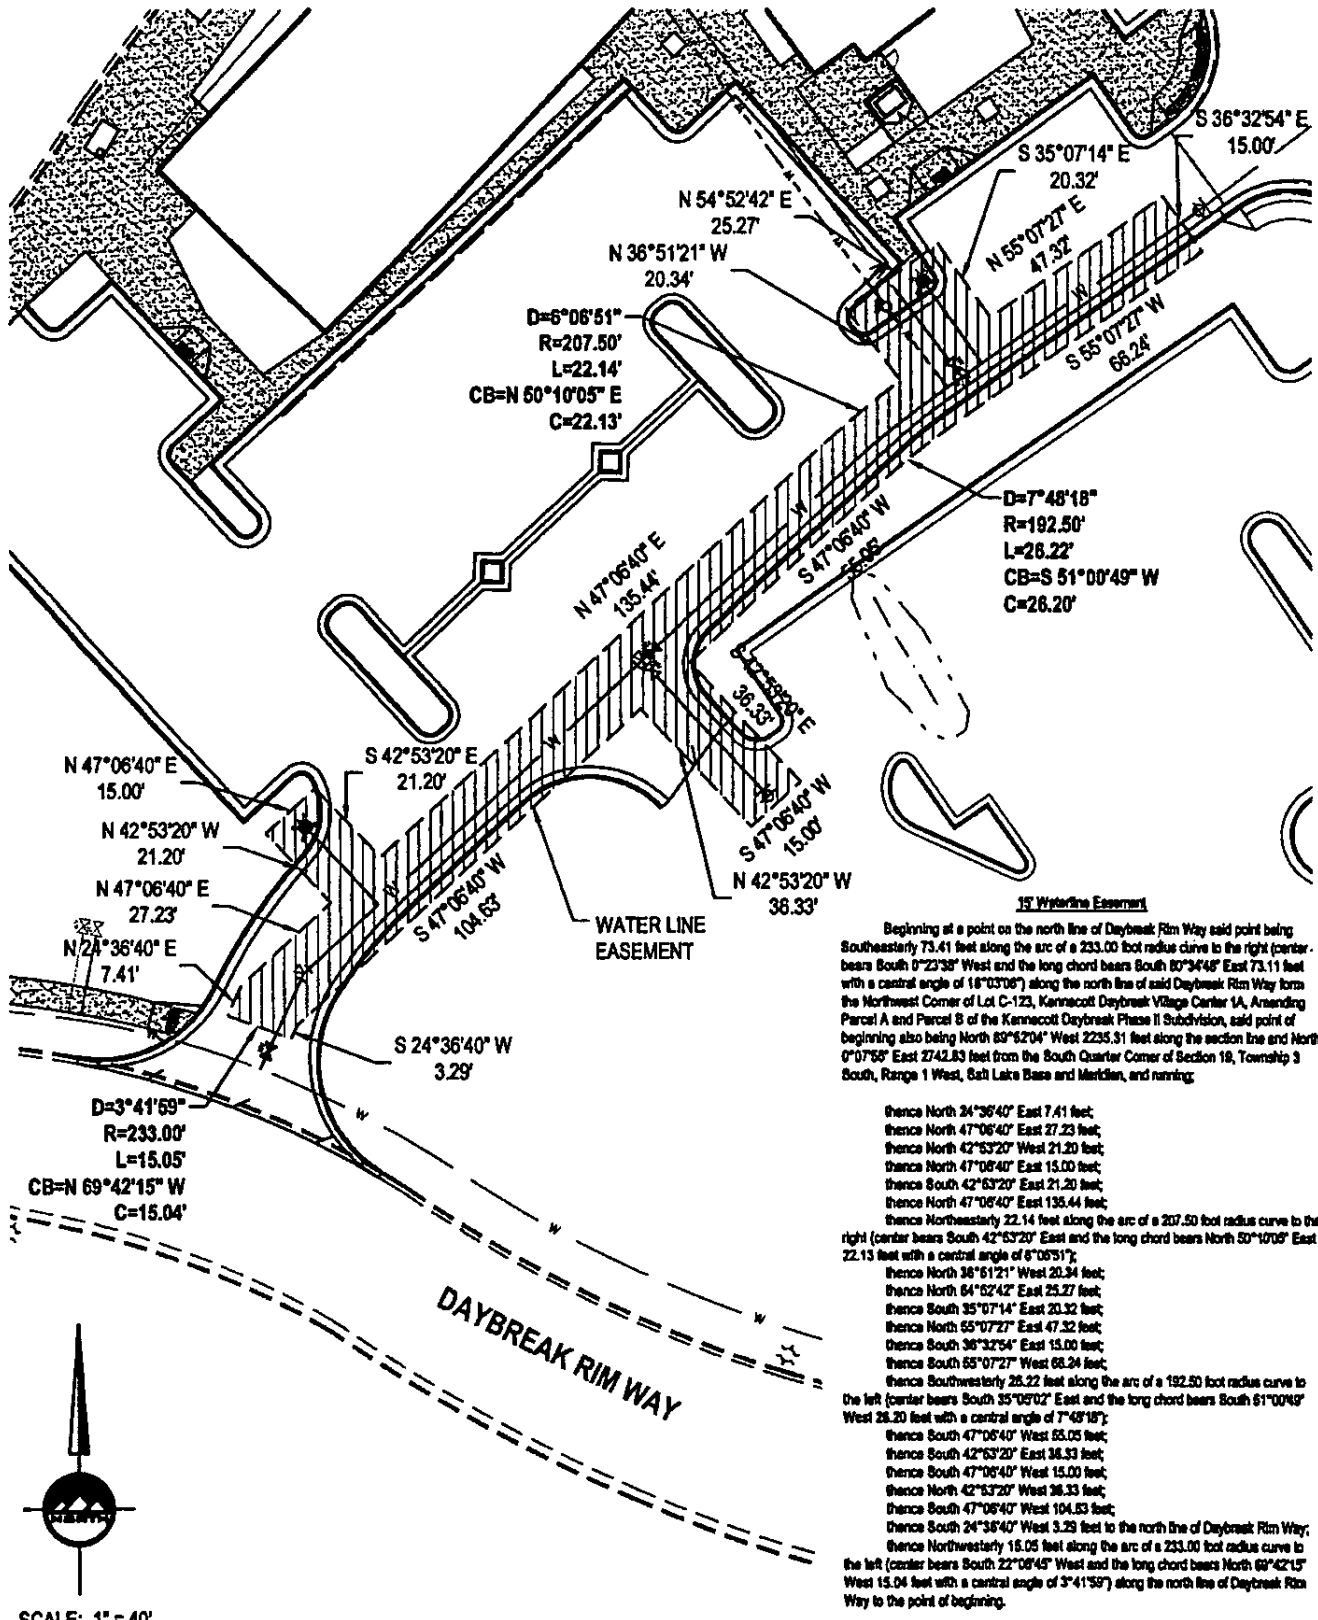 S 36°32'54" E
15.00'
S 35°07'14" E
20.32'
N 54°52'42" E
25.27'
N 55°07'27" E
47.32'
N 36°51'21" W
20.34'
D=6°06'51"
R=207.50'
L=22.14'
CB=N 50°10'05" E
C=22.13'
S 55°07'27" W
66.24'
D=7°48'18"
R=192.50'
L=26.22'
CB=S 51°00'49" W
C=26.20'
S 47°06'40" W
55.05'
N 47°06'40" E
135.44'
S 42°53'20" E
36.33'
S 47°06'40" W
15.00'
N 42°53'20" W
36.33'
N 47°06'40" E
15.00'
S 42°53'20" E
21.20'
N 42°53'20" W
21.20'
N 47°06'40" E
27.23'
N 24°36'40" E
7.41'
S 47°06'40" W
104.63'
WATER LINE
EASEMENT
S 24°36'40" W
3.29'
D=3°41'59"
R=233.00'
L=15.05'
CB=N 69°42'15" W
C=15.04'
W
W
W
W
W
W
W
DAYBREAK RIM WAY
NORTH
SCALE: 1" = 40'
15' Waterline Easement
Beginning at a point on the north line of Daybreak Rim Way said point being
Southeasterly 73.41 feet along the arc of a 233.00 foot radius curve to the right (center
bears South 0°23'38" West and the long chord bears South 80°34'48" East 73.11 feet
with a central angle of 18°03'06") along the north line of said Daybreak Rim Way form
the Northwest Corner of Lot C-123, Kennecott Daybreak Village Center 1A, Amending
Parcel A and Parcel B of the Kennecott Daybreak Phase II Subdivision, said point of
beginning also being North 89°52'04" West 2235.31 feet along the section line and North
0°07'56" East 2742.83 feet from the South Quarter Corner of Section 19, Township 3
South, Range 1 West, Salt Lake Base and Meridian, and running;
thence North 24°36'40" East 7.41 feet;
thence North 47°06'40" East 27.23 feet;
thence North 42°53'20" West 21.20 feet;
thence North 47°06'40" East 15.00 feet;
thence South 42°53'20" East 21.20 feet;
thence North 47°06'40" East 135.44 feet;
thence Northeasterly 22.14 feet along the arc of a 207.50 foot radius curve to the
right (center bears South 42°53'20" East and the long chord bears North 50°10'05" East
22.13 feet with a central angle of 6°06'51");
thence North 36°51'21" West 20.34 feet;
thence North 54°52'42" East 25.27 feet;
thence South 35°07'14" East 20.32 feet;
thence North 55°07'27" East 47.32 feet;
thence South 36°32'54" East 15.00 feet;
thence South 55°07'27" West 66.24 feet;
thence Southwesterly 26.22 feet along the arc of a 192.50 foot radius curve to
the left (center bears South 35°05'02" East and the long chord bears South 51°00'49"
West 26.20 feet with a central angle of 7°48'18");
thence South 47°06'40" West 55.05 feet;
thence South 42°53'20" East 36.33 feet;
thence South 47°06'40" West 15.00 feet;
thence North 42°53'20" West 36.33 feet;
thence South 47°06'40" West 104.63 feet;
thence South 24°36'40" West 3.29 feet to the north line of Daybreak Rim Way;
thence Northwesterly 15.05 feet along the arc of a 233.00 foot radius curve to
the left (center bears South 22°08'45" West and the long chord bears North 69°42'15"
West 15.04 feet with a central angle of 3°41'59") along the north line of Daybreak Rim
Way to the point of beginning.